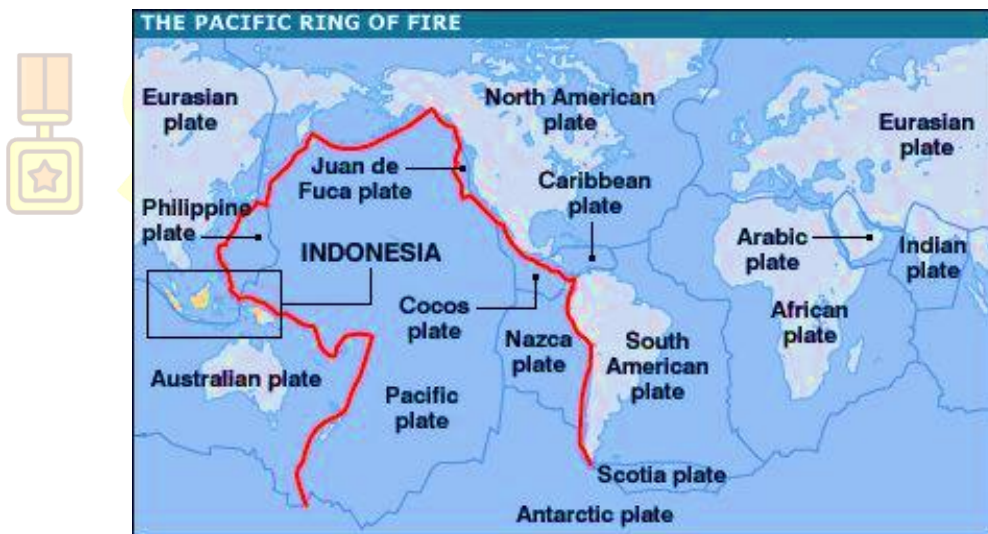 THE PACIFIC RING OF FIRE
Eurasian
plate
North American
plate
Eurasian
plate
Juan de
Fuca plate
Caribbean
plate
Philippine
plate
INDONESIA
Arabic
plate
Indian
plate
Cocos
plate
African
plate
Nazca
plate
South
American
plate
Australian plate
Pacific
plate
Scotia plate
Antarctic plate